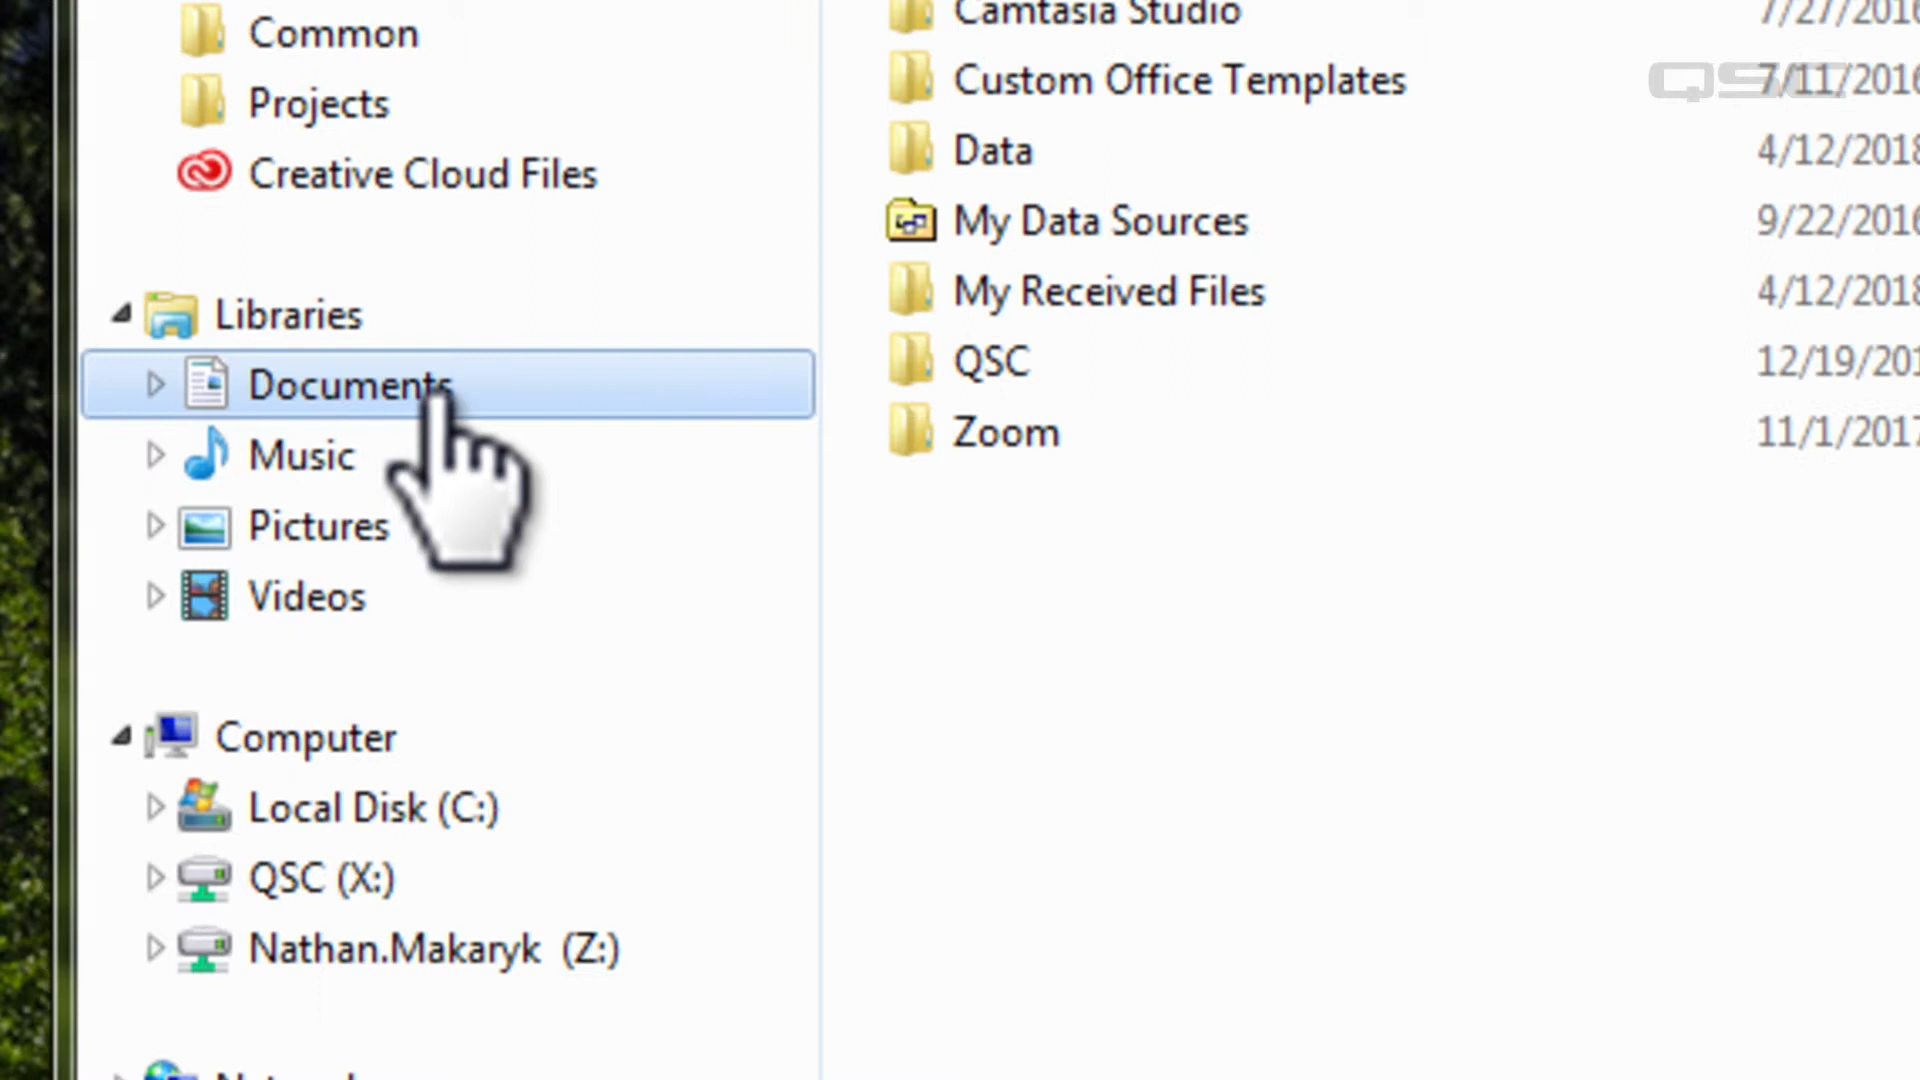 Common
Projects
Creative Cloud Files
Libraries
Documents
Music
Pictures
Videos
Computer
Local Disk (C:)
QSC (X:)
Nathan.Makaryk (Z:)
Camtasia Studio 7/27/2016
Custom Office Templates 7/11/2016
Data 4/12/2018
My Data Sources 9/22/2016
My Received Files 4/12/2018
QSC 12/19/201
Zoom 11/1/2017
QSC